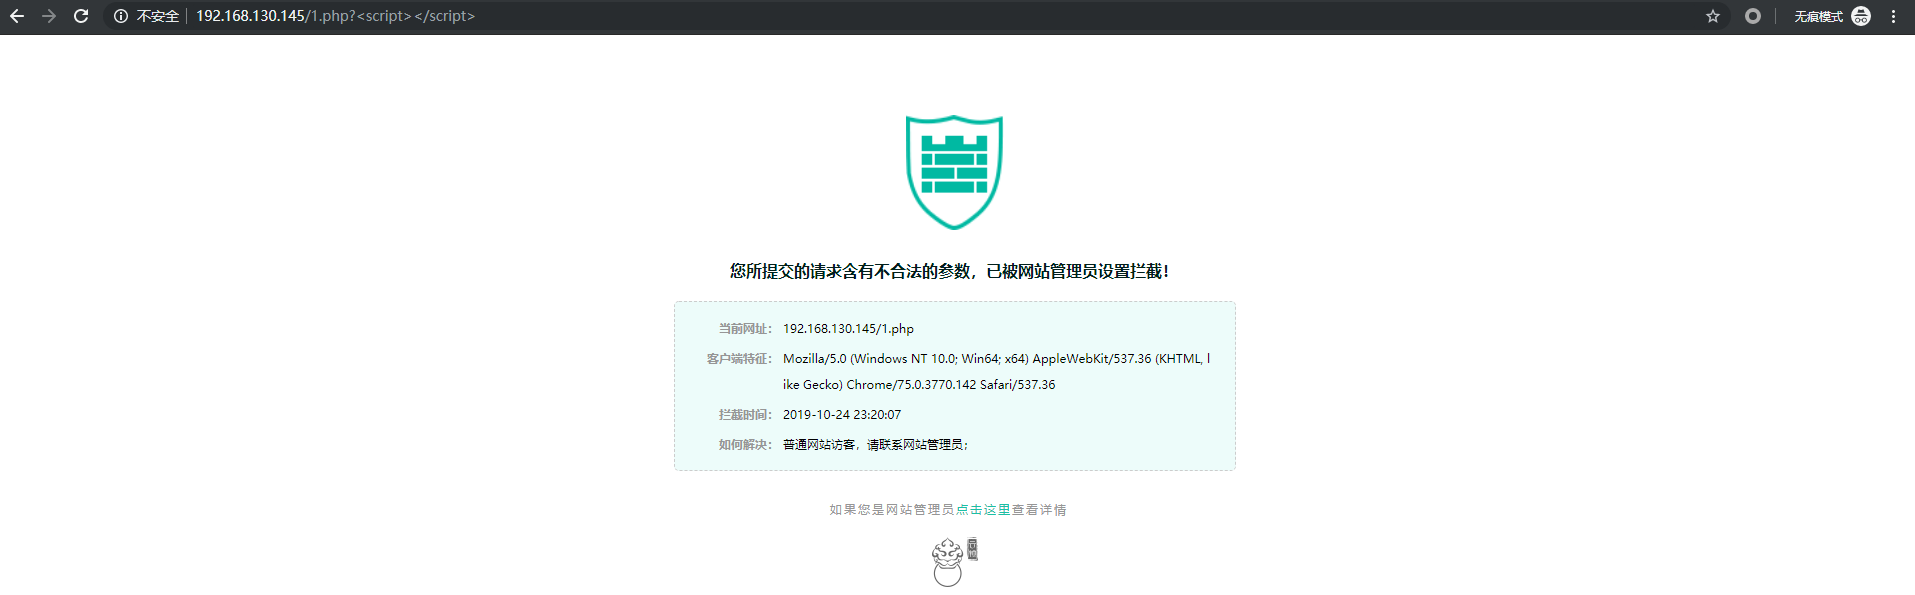 不安全 192.168.130.145/1.php?<script></script> 无痕模式
您所提交的请求含有不合法的参数，已被网站管理员设置拦截！
当前网址： 192.168.130.145/1.php
客户端特征： Mozilla/5.0 (Windows NT 10.0; Win64; x64) AppleWebKit/537.36 (KHTML, l
ike Gecko) Chrome/75.0.3770.142 Safari/537.36
拦截时间： 2019-10-24 23:20:07
如何解决： 普通网站访客，请联系网站管理员；
如果您是网站管理员点击这里查看详情